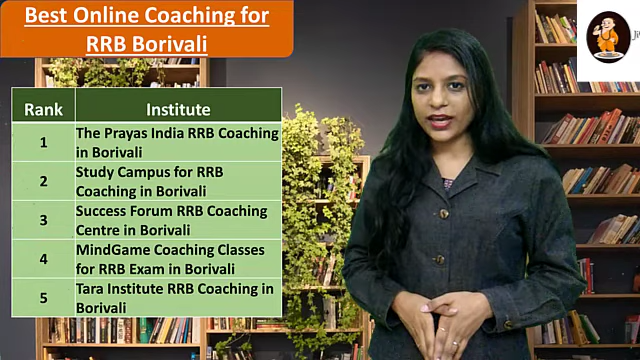 Best Online Coaching for
RRB Borivali
Rank Institute
1 The Prayas India RRB Coaching
in Borivali
2 Study Campus for RRB
Coaching in Borivali
3 Success Forum RRB Coaching
Centre in Borivali
4 MindGame Coaching Classes
for RRB Exam in Borivali
5 Tara Institute RRB Coaching in
Borivali